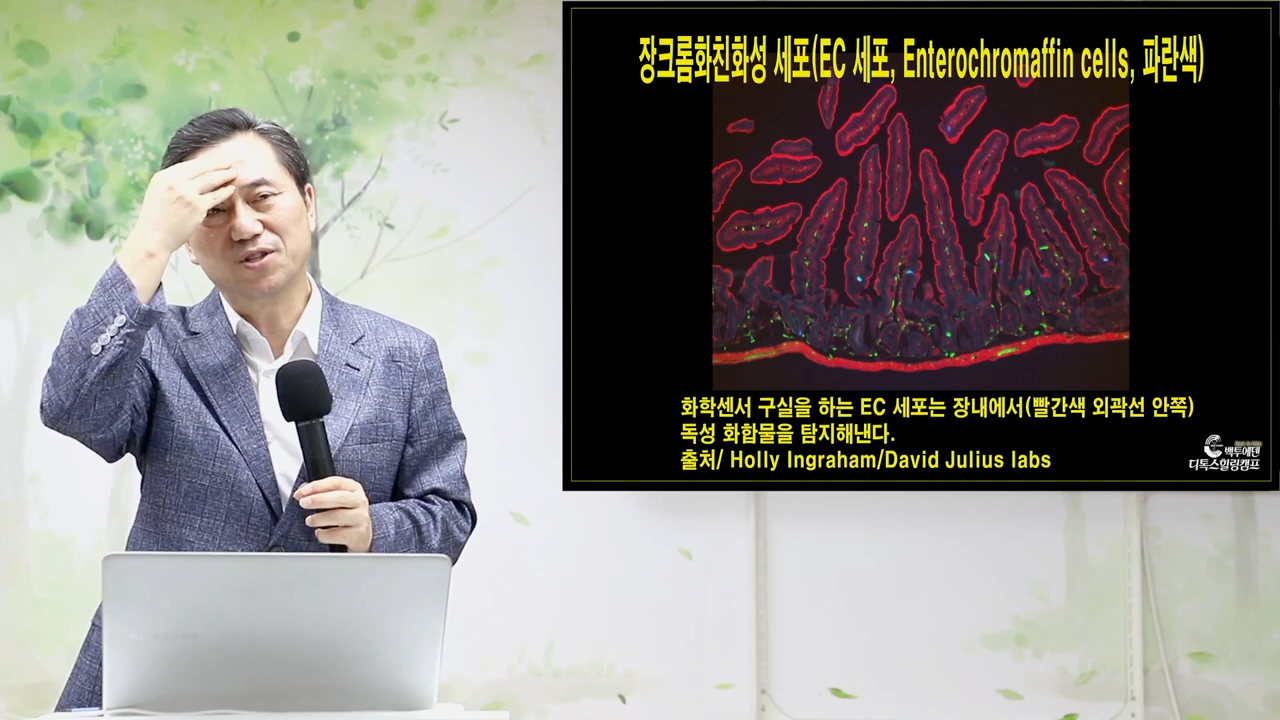 장크롬화친화성 세포(EC 세포, Enterochromaffin cells, 파란색)
화학센서 구실을 하는 EC 세포는 장내에서(빨간색 외곽선 안쪽)
독성 화합물을 탐지해낸다.
출처/ Holly Ingraham/David Julius labs
백투에덴
디톡스힐링캠프